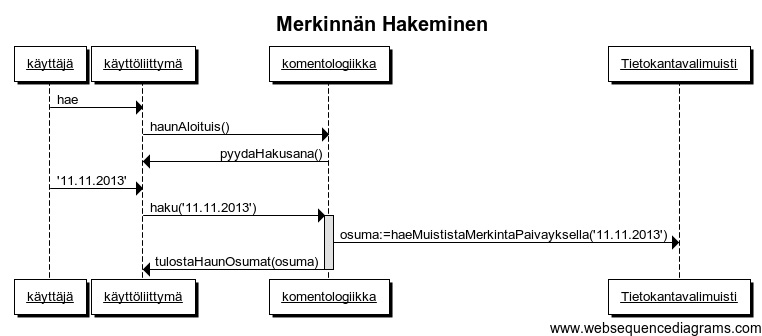 Merkinnän Hakeminen
käyttäjä
käyttöliittymä
komentologiikka
Tietokantavalimuisti
hae
haunAloituis()
pyydaHakusana()
'11.11.2013'
haku('11.11.2013')
osuma:=haeMuististaMerkintaPaivayksella('11.11.2013')
tulostaHaunOsumat(osuma)
käyttäjä
käyttöliittymä
komentologiikka
Tietokantavalimuisti
www.websequencediagrams.com